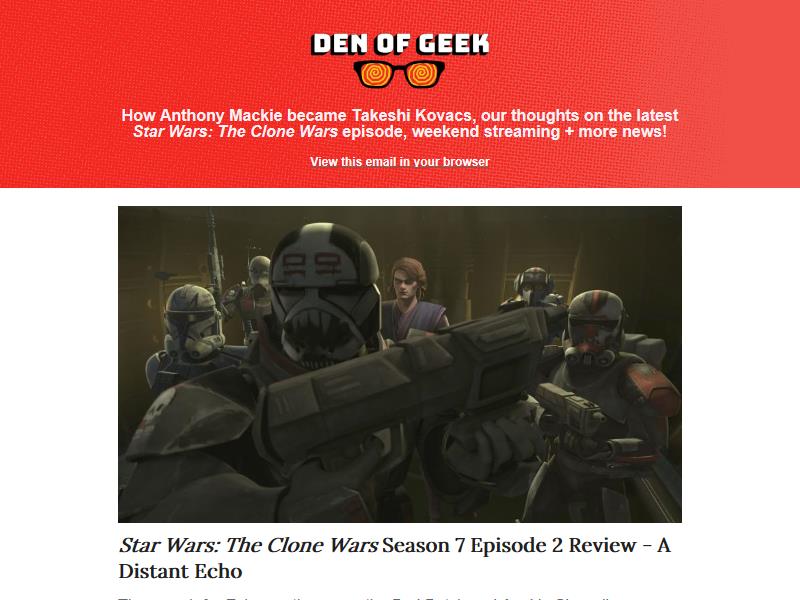 DEN OF GEEK
How Anthony Mackie became Takeshi Kovacs, our thoughts on the latest
Star Wars: The Clone Wars episode, weekend streaming + more news!
View this email in your browser
Star Wars: The Clone Wars Season 7 Episode 2 Review - A
Distant Echo